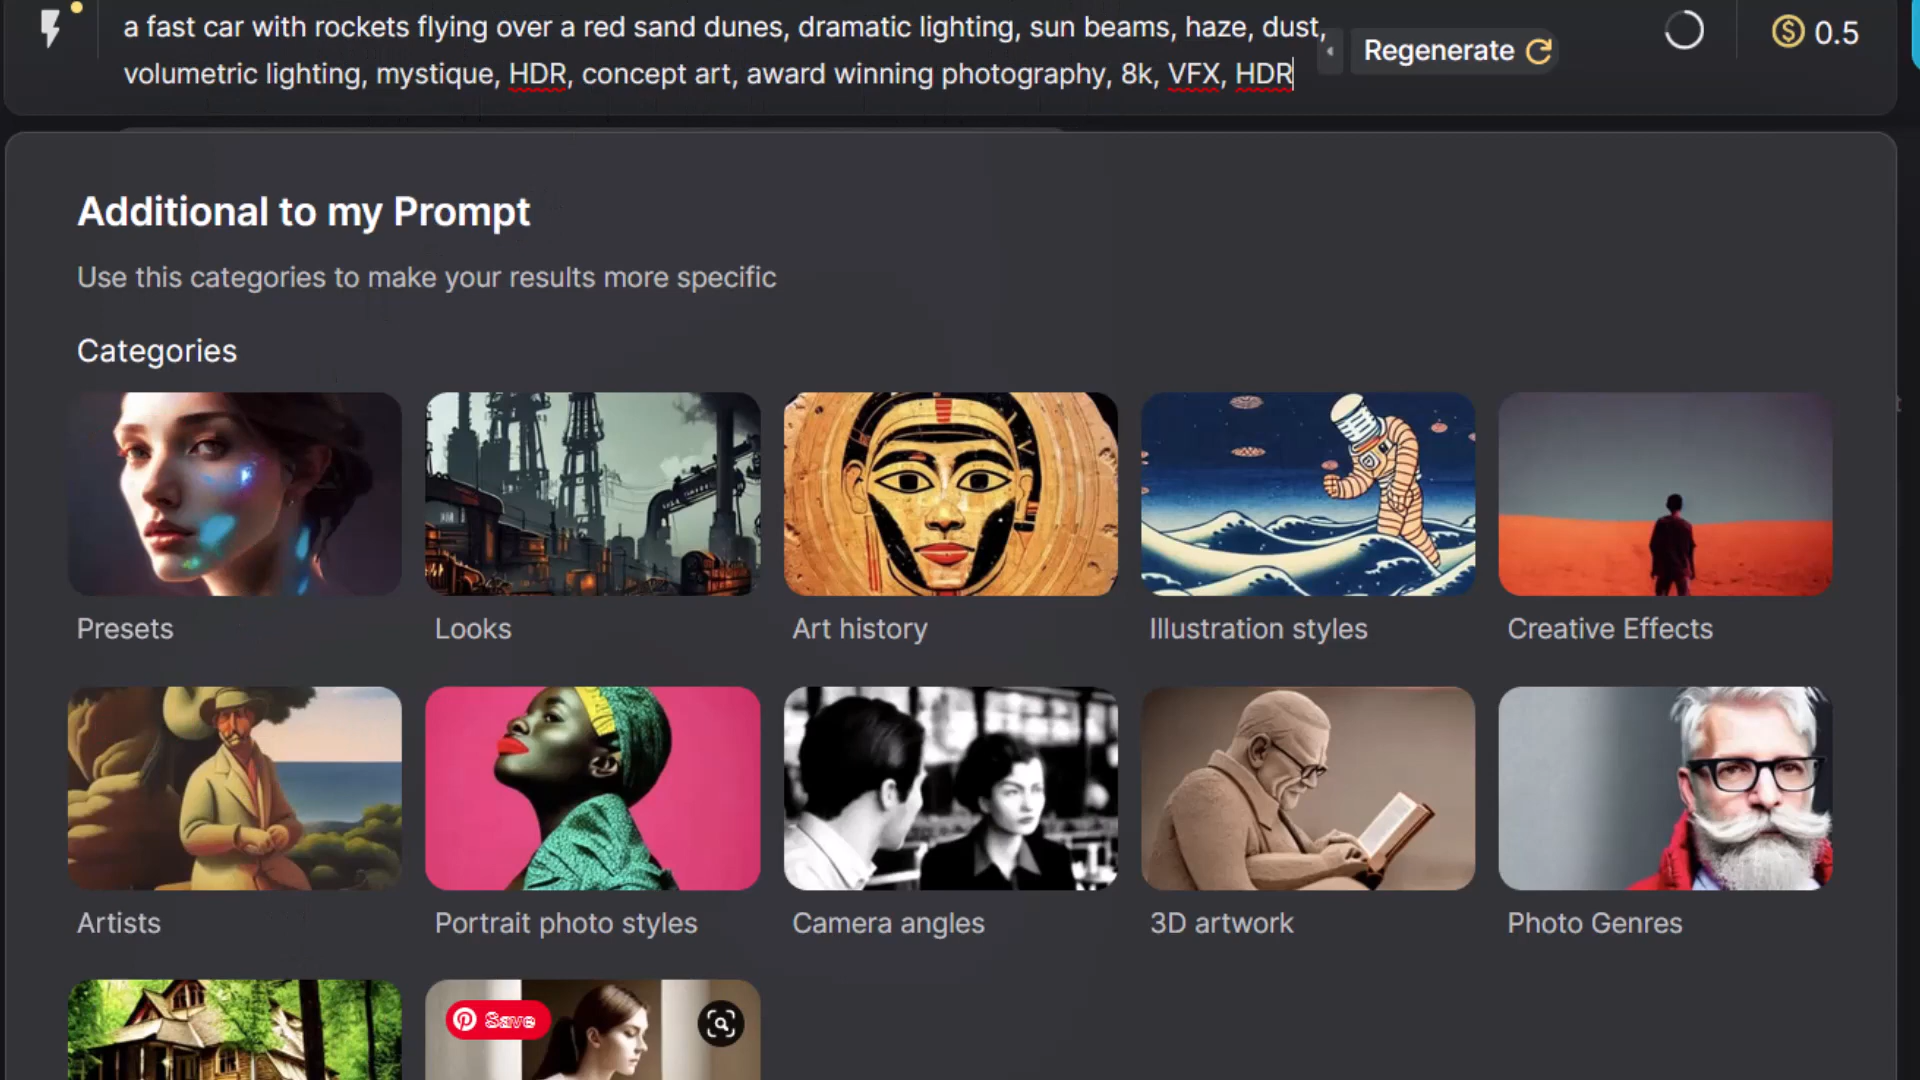 a fast car with rockets flying over a red sand dunes, dramatic lighting, sun beams, haze, dust,
volumetric lighting, mystique, HDR, concept art, award winning photography, 8k, VFX, HDR
Regenerate
0.5
Additional to my Prompt
Use this categories to make your results more specific
Categories
Presets
Looks
Art history
Illustration styles
Creative Effects
Artists
Portrait photo styles
Camera angles
3D artwork
Photo Genres
Save